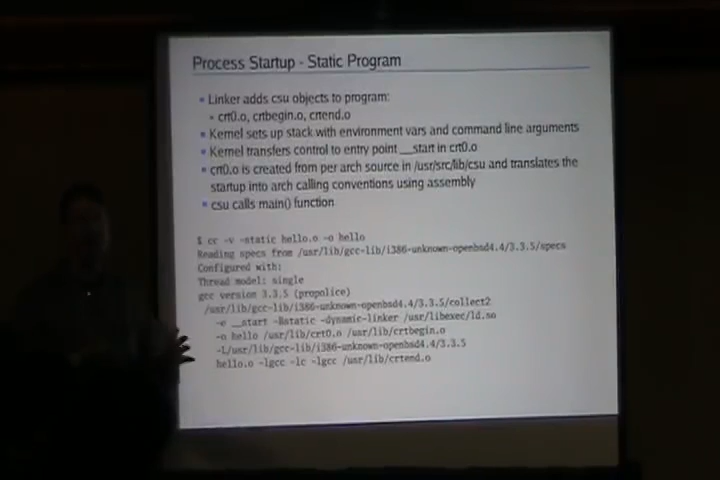 Process Startup - Static Program
Linker adds csu objects to program:
crt0.o, crtbegin.o, crtend.o
Kernel sets up stack with environment vars and command line arguments
Kernel transfers control to entry point __start in crt0.o
crt0.o is created from per arch source in /usr/src/lib/csu and translates the
startup into arch calling conventions using assembly
csu calls main() function
$ cc -v -static hello.o -o hello
Reading specs from /usr/lib/gcc-lib/i386-unknown-openbsd4.4/3.3.5/specs
Configured with:
Thread model: single
gcc version 3.3.5 (propolice)
/usr/lib/gcc-lib/i386-unknown-openbsd4.4/3.3.5/collect2
-e __start -Bstatic -dynamic-linker /usr/libexec/ld.so
-o hello /usr/lib/crt0.o /usr/lib/crtbegin.o
-L/usr/lib/gcc-lib/i386-unknown-openbsd4.4/3.3.5
hello.o -lgcc -lc -lgcc /usr/lib/crtend.o